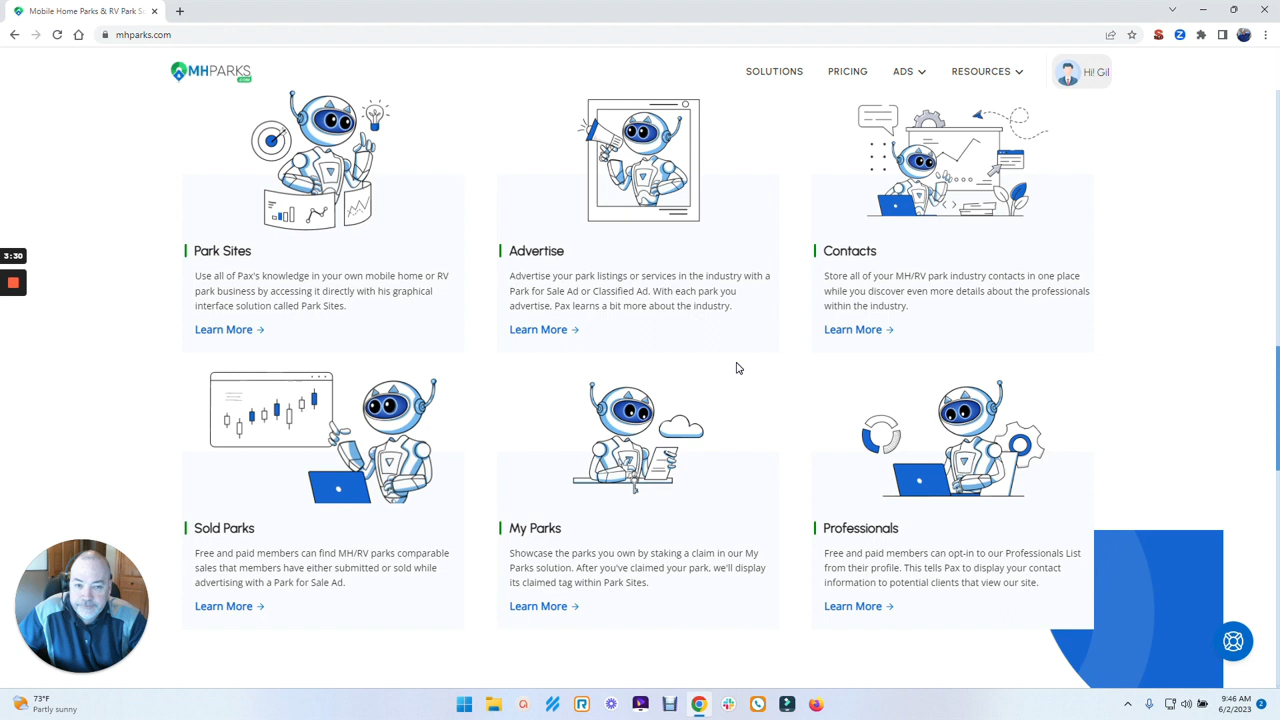 Mobile Home Parks & RV Park S
mhparks.com
MHPARKS
.COM
SOLUTIONS
PRICING
ADS
RESOURCES
Hi! Gil
3:30
Park Sites
Use all of Pax's knowledge in your own mobile home or RV
park business by accessing it directly with his graphical
interface solution called Park Sites.
Learn More →
Advertise
Advertise your park listings or services in the industry with a
Park for Sale Ad or Classified Ad. With each park you
advertise, Pax learns a bit more about the industry.
Learn More →
Contacts
Store all of your MH/RV park industry contacts in one place
while you discover even more details about the professionals
within the industry.
Learn More →
Sold Parks
Free and paid members can find MH/RV parks comparable
sales that members have either submitted or sold while
advertising with a Park for Sale Ad.
Learn More →
My Parks
Showcase the parks you own by staking a claim in our My
Parks solution. After you've claimed your park, we'll display
its claimed tag within Park Sites.
Learn More →
Professionals
Free and paid members can opt-in to our Professionals List
from their profile. This tells Pax to display your contact
information to potential clients that view our site.
Learn More →
73°F
Partly sunny
9:46 AM
6/2/2023
2